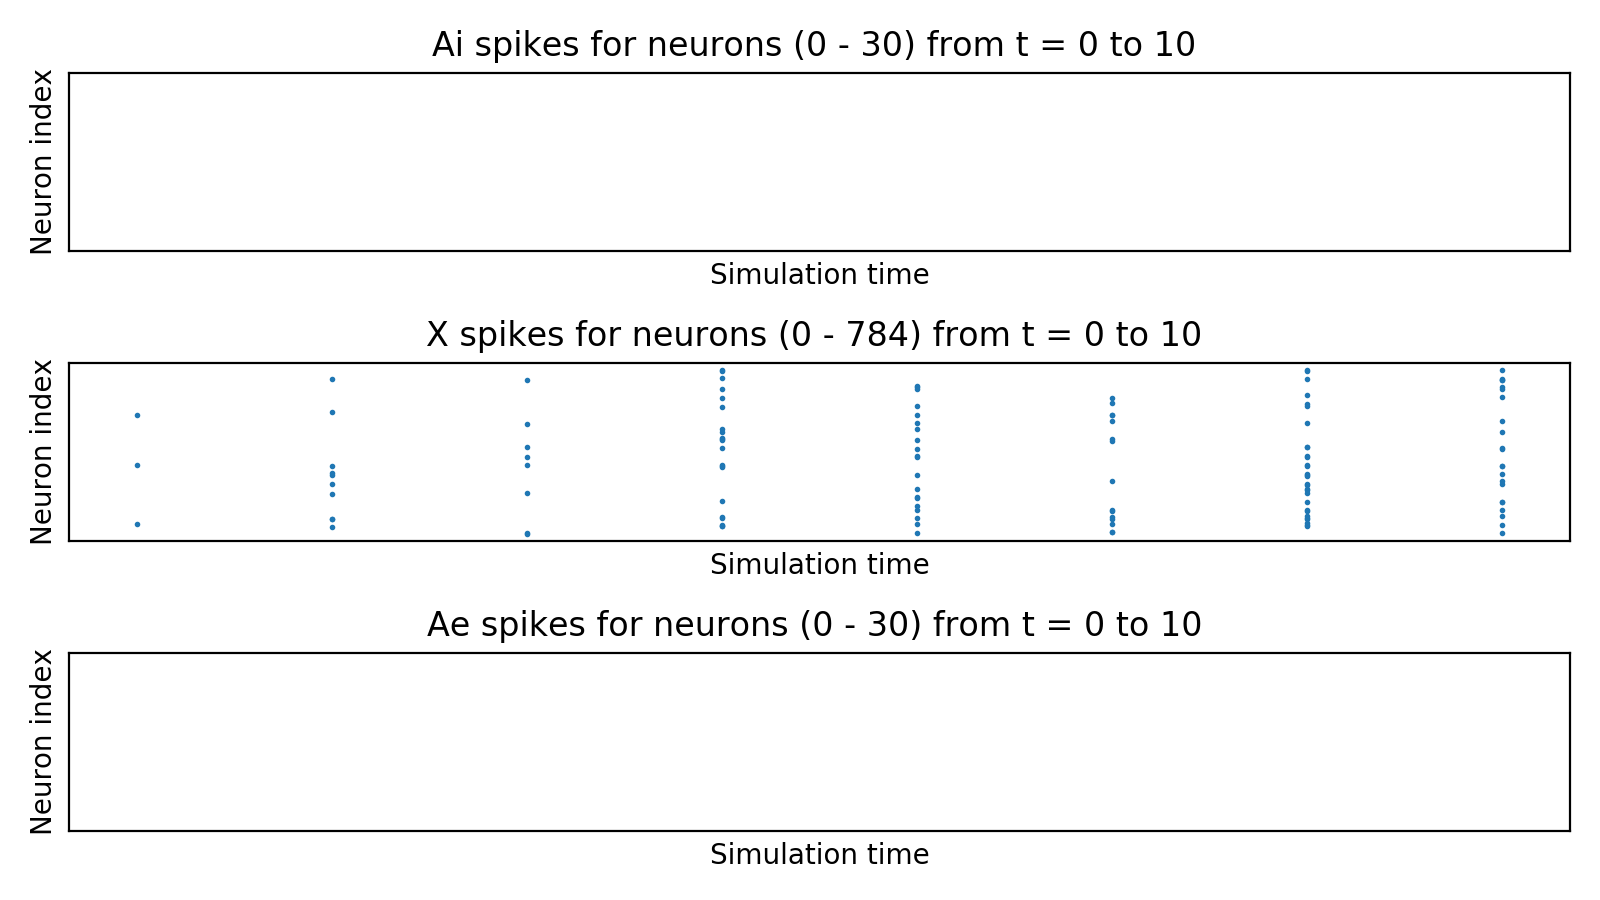 Ai spikes for neurons (0 - 30) from t = 0 to 10
Neuron index
Simulation time
X spikes for neurons (0 - 784) from t = 0 to 10
Neuron index
Simulation time
Ae spikes for neurons (0 - 30) from t = 0 to 10
Neuron index
Simulation time